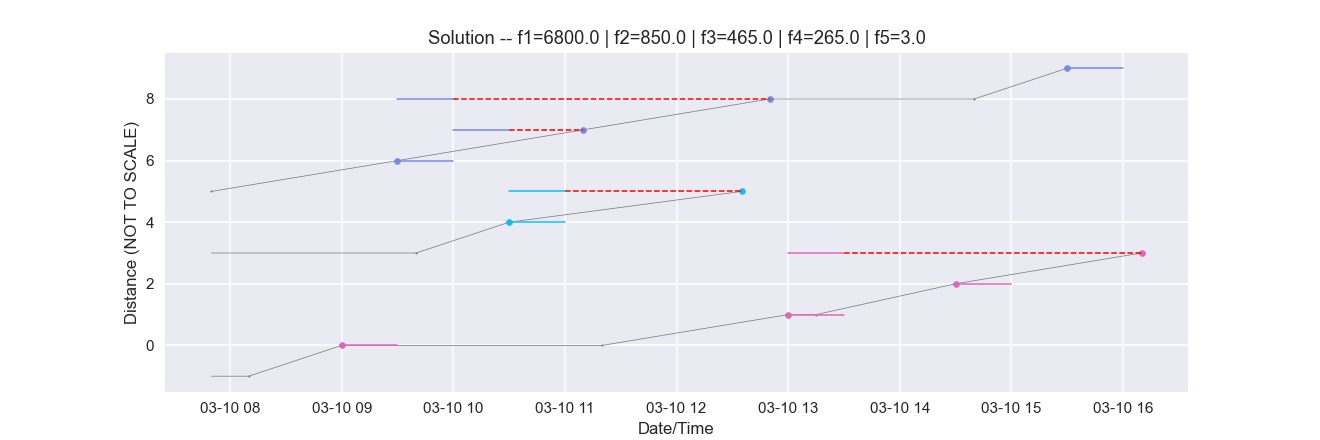 Solution -- f1=6800.0 | f2=850.0 | f3=465.0 | f4=265.0 | f5=3.0
Distance (NOT TO SCALE)
8
6
4
2
0
03-10 08 03-10 09 03-10 10 03-10 11 03-10 12 03-10 13 03-10 14 03-10 15 03-10 16
Date/Time